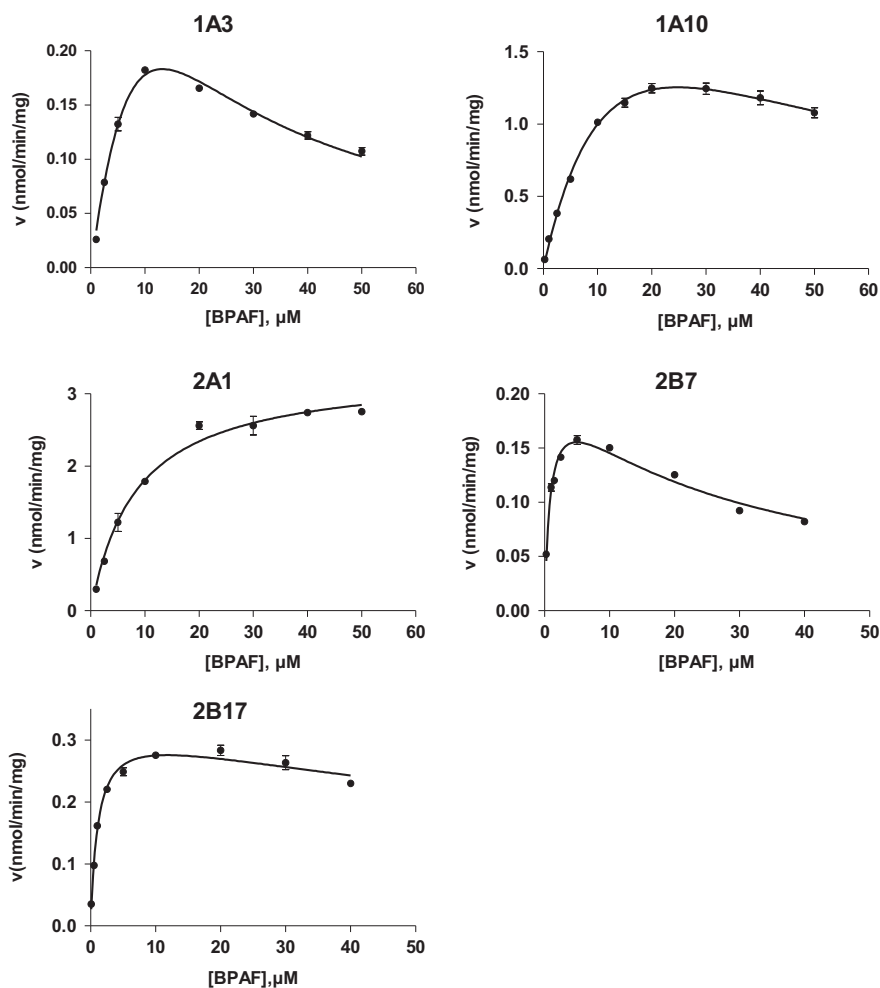 1A3
v (nmol/min/mg)
0.20
0.15
0.10
0.05
0.00
0 10 20 30 40 50 60
[BPAF], µM
1A10
v (nmol/min/mg)
1.5
1.0
0.5
0.0
0 10 20 30 40 50 60
[BPAF], µM
2A1
v (nmol/min/mg)
3
2
1
0
0 10 20 30 40 50 60
[BPAF], µM
2B7
v (nmol/min/mg)
0.20
0.15
0.10
0.05
0.00
0 10 20 30 40 50
[BPAF], µM
2B17
v(nmol/min/mg)
0.3
0.2
0.1
0.0
0 10 20 30 40 50
[BPAF],µM